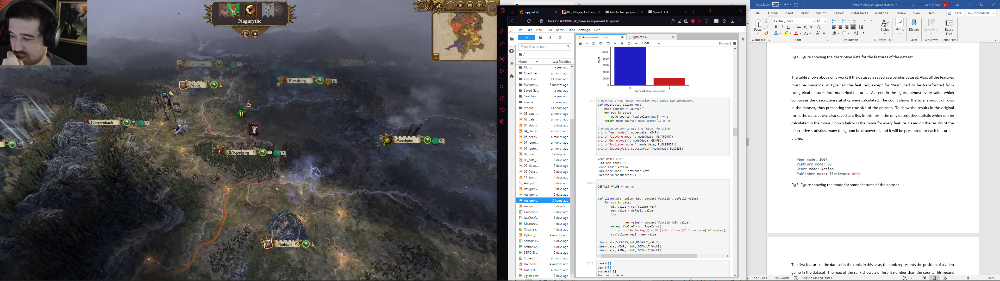 Nagarythe
3
Grunburg
7
Nuln
Flensburg
6
Dotternbach
9
Averheim
9
Wissenburg
9
Pfeildorf
JupyterLab
02_data_exploration_
Intellectual property
Speed Dial
localhost:8888/lab/tree/Assignment10.ipynb
File Edit View Run Kernel Tabs Settings Help
Filter files by name
/
Name Last Modified
Music a year ago
OneDrive a month ago
OneDrive... 13 hours ago
Pycharm... 5 months ago
Saved Ga... a year ago
Searches a year ago
source 2 years ago
Videos 13 hours ago
03_data_... a month ago
03_data_... a month ago
04_Statist... 8 days ago
04_Statist... a month ago
06_decisi... a month ago
07_regre... a month ago
07_regre... a month ago
07_unstr... 19 days ago
08_data_... 18 days ago
09_cluste... 17 days ago
09_Data_... 9 days ago
11_Sum... 4 days ago
AraujoRi... 16 days ago
Assignm... 9 days ago
Assignm... 5 days ago
Assignm... 3 hours ago
Assignm... 8 days ago
Groceries... 18 days ago
JayChoiC... 16 days ago
Measure... 4 days ago
Organisa... 4 days ago
Python_t... 4 months ago
Sensors.c... 4 days ago
Stations.c... 4 days ago
STROKE ... 5 days ago
Survey (R... a month ago
Uniforme... 4 months ago
Untitled.i... a month ago
vgsales.csv 7 days ago
Assignment10.ipynb
vgsales.csv
Code
Python 3
10000
8000
6000
4000
2000
0
count
0 1
Successful/not successful
[9]:
# defines a new 'mode' function that takes two parameters
def mode(data, column_key):
mode_counter = Counter()
for row in data:
mode_counter[row[column_key]] += 1
return mode_counter.most_common(1)[0][0]
# example on how to use the 'mode' function
print("Year mode:", mode(data, YEAR))
print("Platform mode:", mode(data, PLATFORM))
print("Genre mode:", mode(data, GENRE))
print("Publisher mode:", mode(data, PUBLISHER))
print("Successful/unsuccessful:",mode(data,SUCCESS))
Year mode: 2007
Platform mode: DS
Genre mode: Action
Publisher mode: Electronic Arts
Successful/unsuccessful: 0
[10]:
DEFAULT_VALUE = np.nan
def clean(data, column_key, convert_function, default_value):
for row in data:
old_value = row[column_key]
new_value = default_value
try:
new_value = convert_function(old_value)
except (ValueError, TypeError):
print('Replacing {} with {} in column {}'.format(row[column_key], r
row[column_key] = new_value
clean(data,SUCCESS,int,DEFAULT_VALUE)
clean(data, YEAR, int, DEFAULT_VALUE)
clean(data, RANK, int, DEFAULT_VALUE)
[11]:
rank1=[]
year1=[]
success1=[]
for row in data:
AutoSave Off
data mining assignment.docx
denis remi DR
File Home Insert Draw Design Layout References Mailings Review View Help Share Comments
Calibri (Body) 12
Paste
Styles
Editing
Dictate
Sensitivity
Reuse
Files
Clipboard Font Paragraph Styles Voice Sensitivity Reuse Files
Fig1: Figure showing the descriptive data for the features of the dataset
The table shows above only works if the dataset is saved as a pandas dataset. Also, all the features
must be numerical in type. All the features, except for ‘Year’, had to be transformed from
categorical features into numerical features. As seen in the figure, almost every value which
composes the descriptive statistics were calculated. The count shows the total amount of rows
in the dataset, thus presenting the true size of the dataset. To show the results in the original
form, the dataset was also saved as a list. In this form, the only descriptive statistic which can be
calculated in the mode. Shown below is the mode for every feature. Based on the results of the
descriptive statistics, many things can be discovered, and it will be presented for each feature at
a time.
Year mode: 2007
Platform mode: DS
Genre mode: Action
Publisher mode: Electronic Arts
Fig2: Figure showing the mode for some features of the dataset
The first feature of the dataset is the rank. In this case, the rank represents the position of a video
game in the dataset. The max of the rank shows a different number than the count. This means
Page 9 of 11 2946 words English (United States) Focus 100%